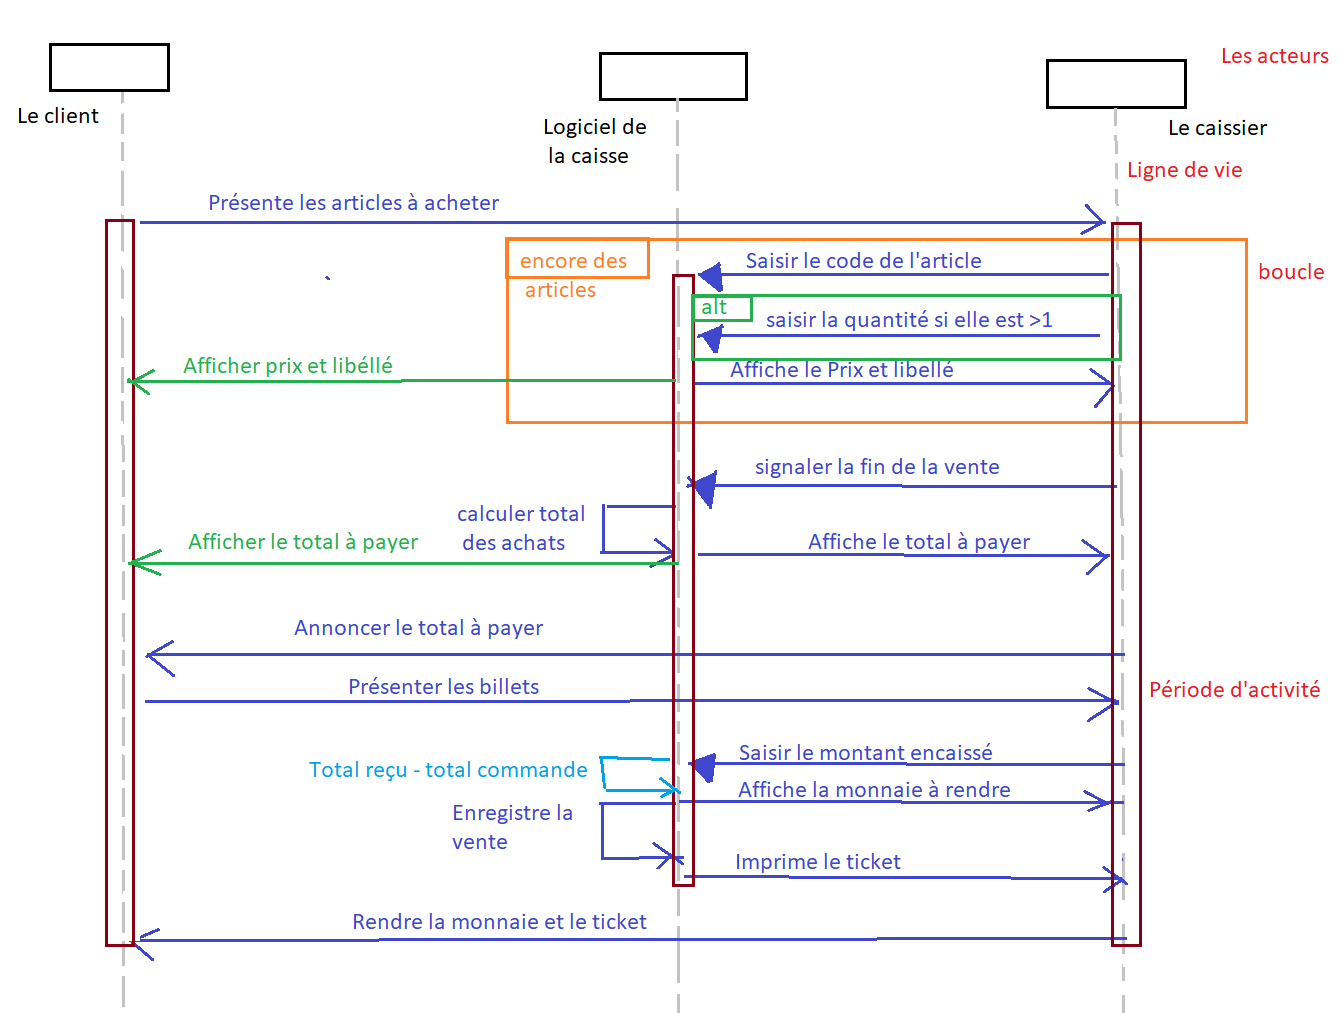 Les acteurs
Le client
Logiciel de
la caisse
Le caissier
Ligne de vie
Présente les articles à acheter
encore des
articles
Saisir le code de l'article
boucle
alt
saisir la quantité si elle est >1
Afficher prix et libéllé
Affiche le Prix et libellé
signaler la fin de la vente
calculer total
des achats
Afficher le total à payer
Affiche le total à payer
Annoncer le total à payer
Présenter les billets
Période d'activité
Saisir le montant encaissé
Total reçu - total commande
Affiche la monnaie à rendre
Enregistre la
vente
Imprime le ticket
Rendre la monnaie et le ticket